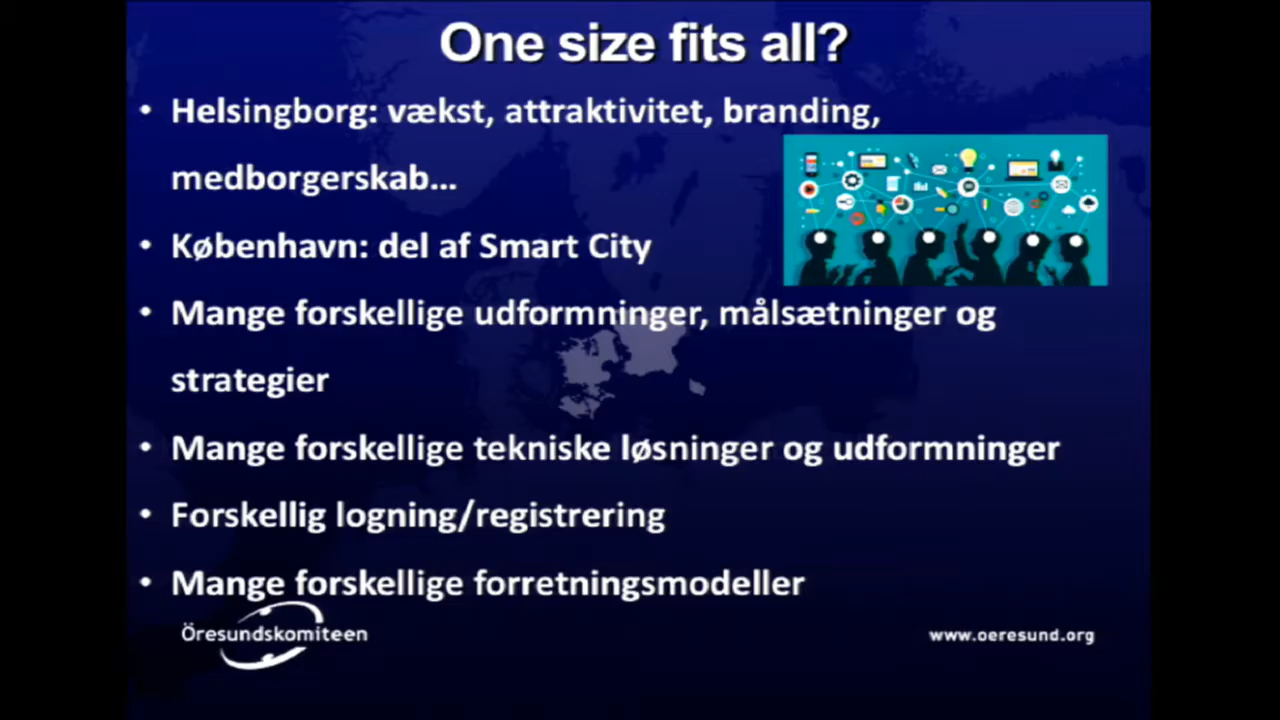 One size fits all?
• Helsingborg: vækst, attraktivitet, branding,
medborgerskab...
• København: del af Smart City
• Mange forskellige udformninger, målsætninger og
strategier
• Mange forskellige tekniske løsninger og udformninger
• Forskellig logning/registrering
• Mange forskellige forretningsmodeller
Öresundskomiteen
www.oeresund.org